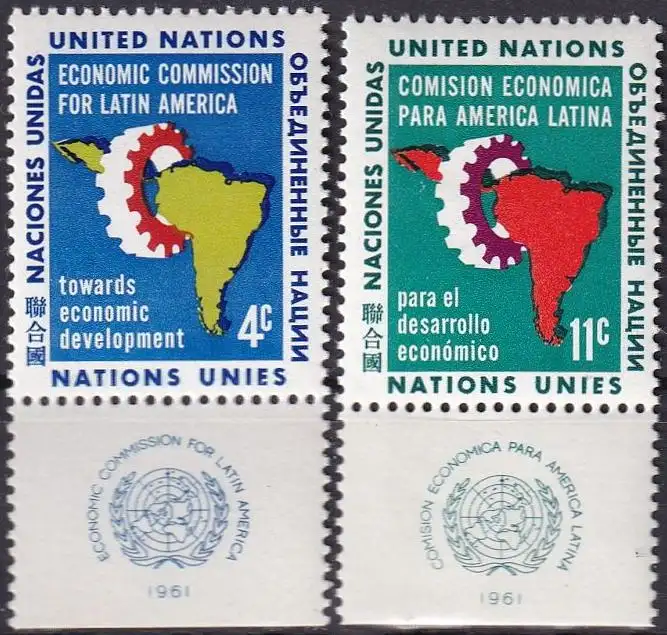 UNITED NATIONS
ECONOMIC COMMISSION
FOR LATIN AMERICA
NACIONES UNIDAS
聯合國
ОБЪЕДИНЕННЫЕ НАЦИИ
towards
economic
development
4c
NATIONS UNIES
ECONOMIC COMMISSION FOR LATIN AMERICA
1961
UNITED NATIONS
COMISION ECONOMICA
PARA AMERICA LATINA
NACIONES UNIDAS
聯合國
ОБЪЕДИНЕННЫЕ НАЦИИ
para el
desarrollo
económico
11c
NATIONS UNIES
COMISION ECONOMICA PARA AMERICA LATINA
1961